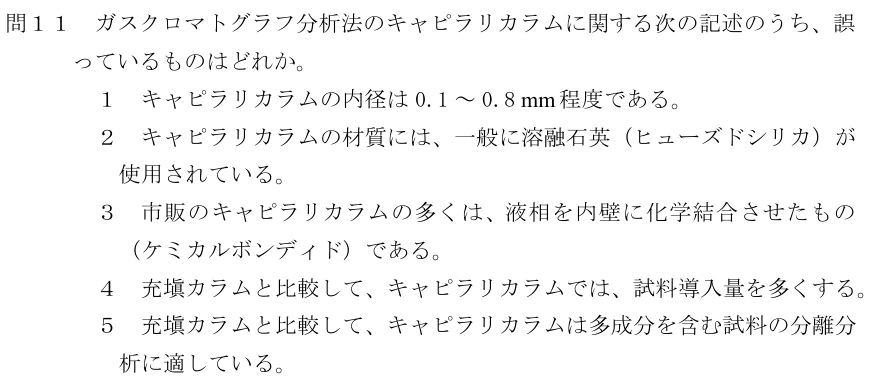 問１１　ガスクロマトグラフ分析法のキャピラリカラムに関する次の記述のうち、誤
っているものはどれか。
１　キャピラリカラムの内径は 0.1 ～ 0.8 mm程度である。
２　キャピラリカラムの材質には、一般に溶融石英（ヒューズドシリカ）が
使用されている。
３　市販のキャピラリカラムの多くは、液相を内壁に化学結合させたもの
（ケミカルボンディド）である。
４　充塡カラムと比較して、キャピラリカラムでは、試料導入量を多くする。
５　充塡カラムと比較して、キャピラリカラムは多成分を含む試料の分離分
析に適している。